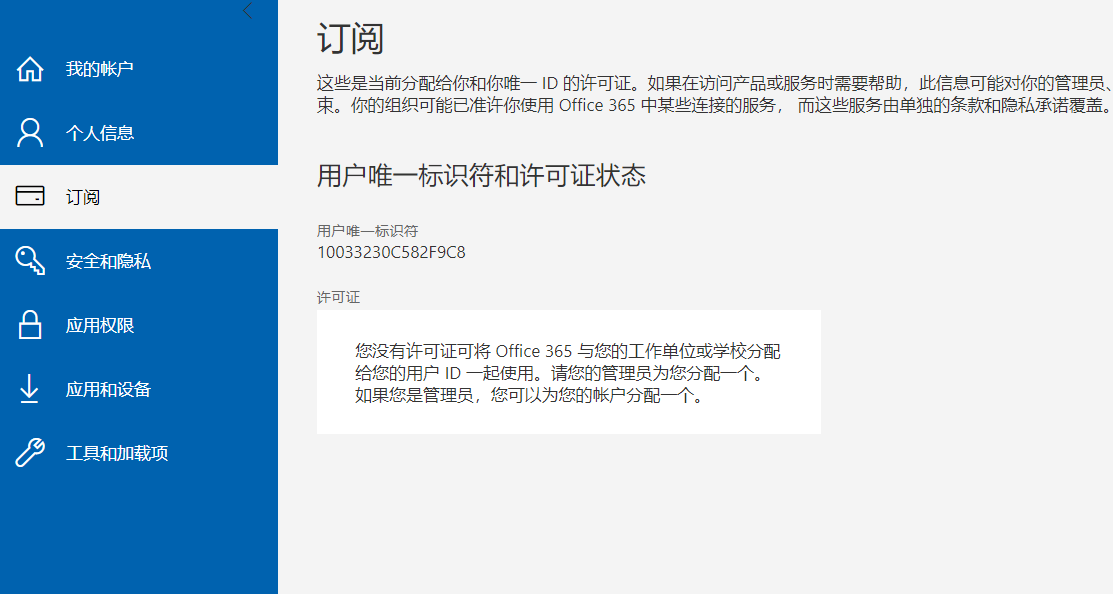 订阅
这些是当前分配给你和你唯一 ID 的许可证。如果在访问产品或服务时需要帮助，此信息可能对你的管理员、
束。你的组织可能已准许你使用 Office 365 中某些连接的服务， 而这些服务由单独的条款和隐私承诺覆盖。
我的帐户
个人信息
订阅
安全和隐私
应用权限
应用和设备
工具和加载项
用户唯一标识符和许可证状态
用户唯一标识符
10033230C582F9C8
许可证
您没有许可证可将 Office 365 与您的工作单位或学校分配
给您的用户 ID 一起使用。请您的管理员为您分配一个。
如果您是管理员，您可以为您的帐户分配一个。